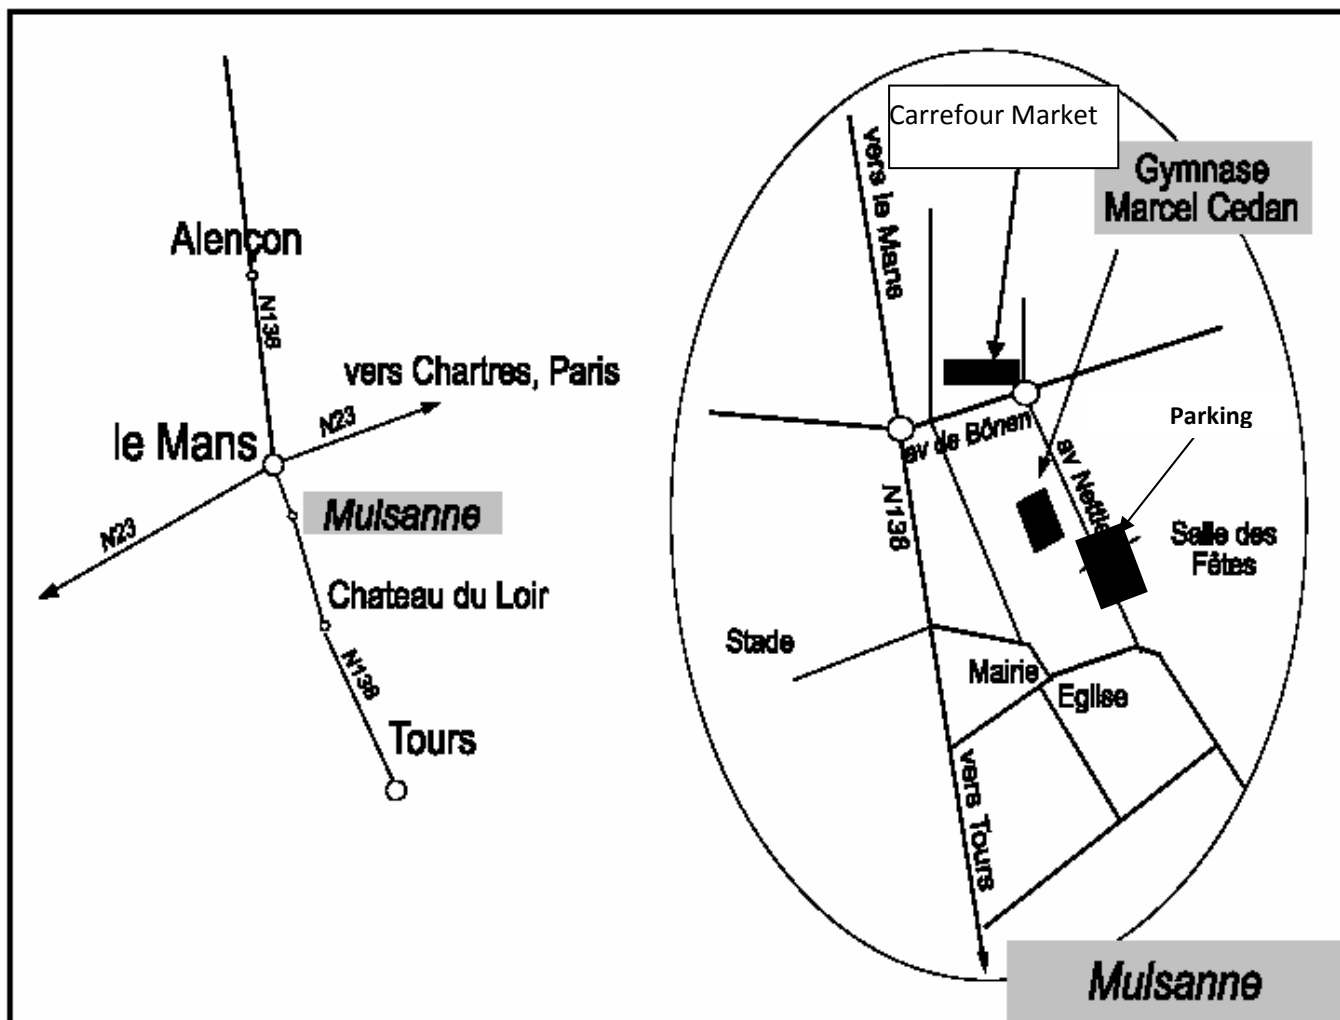 Alençon
N138
vers Chartres, Paris
N23
le Mans
N23
Mulsanne
Chateau du Loir
N138
Tours
Carrefour Market
vers le Mans
Gymnase
Marcel Cedan
av de Bönen
Parking
av
N138
Salle des
Fêtes
Stade
Mairie
Eglise
vers Tours
Mulsanne